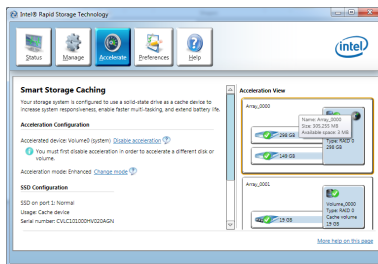 Intel® Rapid Storage Technology
Status
Manage
Accelerate
Preferences
Help
intel
Smart Storage Caching
Your storage system is configured to use a solid-state drive as a cache device to
increase system responsiveness, enable faster multi-tasking, and extend battery life.
Acceleration Configuration
Accelerated device: Volume0 (system) Disable acceleration
You must first disable acceleration in order to accelerate a different disk or
volume.
Acceleration mode: Enhanced Change mode
SSD Configuration
SSD on port 1: Normal
Usage: Cache device
Serial number: CVLC101000HV020AGN
Acceleration View
Array_0000
Name: Array_0000
Size: 305,255 MB
Available space: 3 MB
298 GB
Type: RAID 0
298 GB
149 GB
Array_0001
Volume_0000
Type: RAID 0
Cache volume
19 GB
19 GB
More help on this page